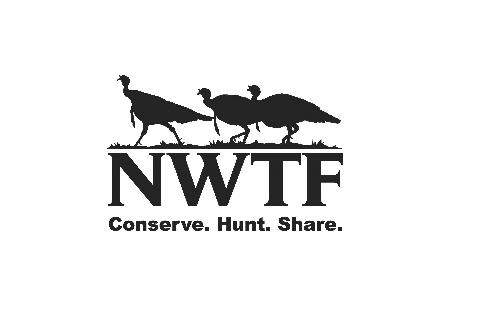 NWTF
Conserve. Hunt. Share.